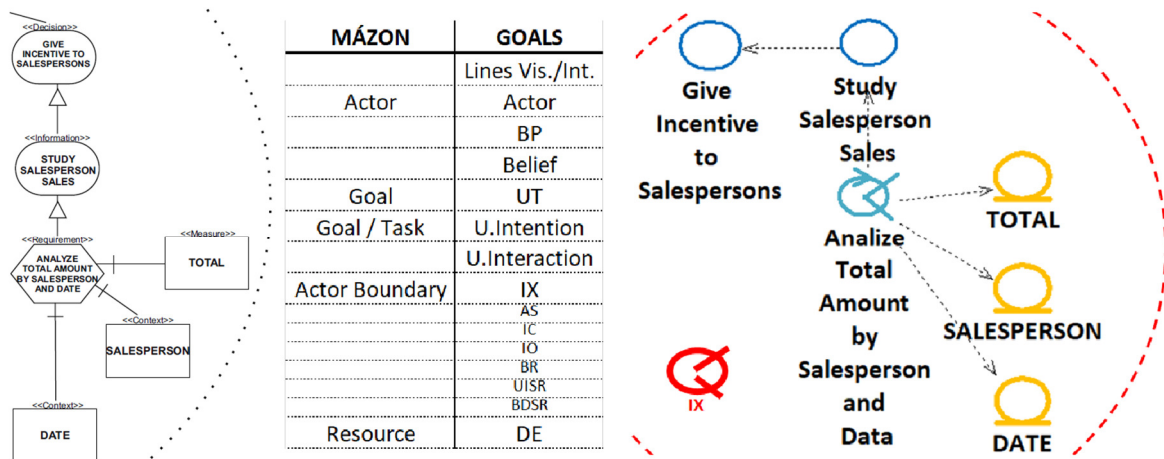 <<Decision>>
GIVE
INCENTIVE TO
SALESPERSONS
<<Information>>
STUDY
SALESPERSON
SALES
<<Requirement>>
ANALYZE
TOTAL AMOUNT
BY SALESPERSON
AND DATE
<<Measure>>
TOTAL
<<Context>>
SALESPERSON
<<Context>>
DATE
MÁZON GOALS
Lines Vis./Int.
Actor Actor
BP
Belief
Goal UT
Goal / Task U.Intention
U.Interaction
Actor Boundary IX
AS
IC
IO
BR
UISR
BDSR
Resource DE
Give
Incentive
to
Salespersons
Study
Salesperson
Sales
Analize
Total
Amount
by
Salesperson
and
Data
TOTAL
SALESPERSON
DATE
IX